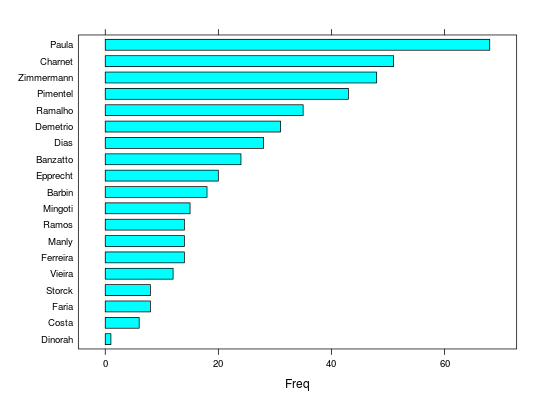 Paula
Charnet
Zimmermann
Pimentel
Ramalho
Demetrio
Dias
Banzatto
Epprecht
Barbin
Mingoti
Ramos
Manly
Ferreira
Vieira
Storck
Faria
Costa
Dinorah
0 20 40 60
Freq